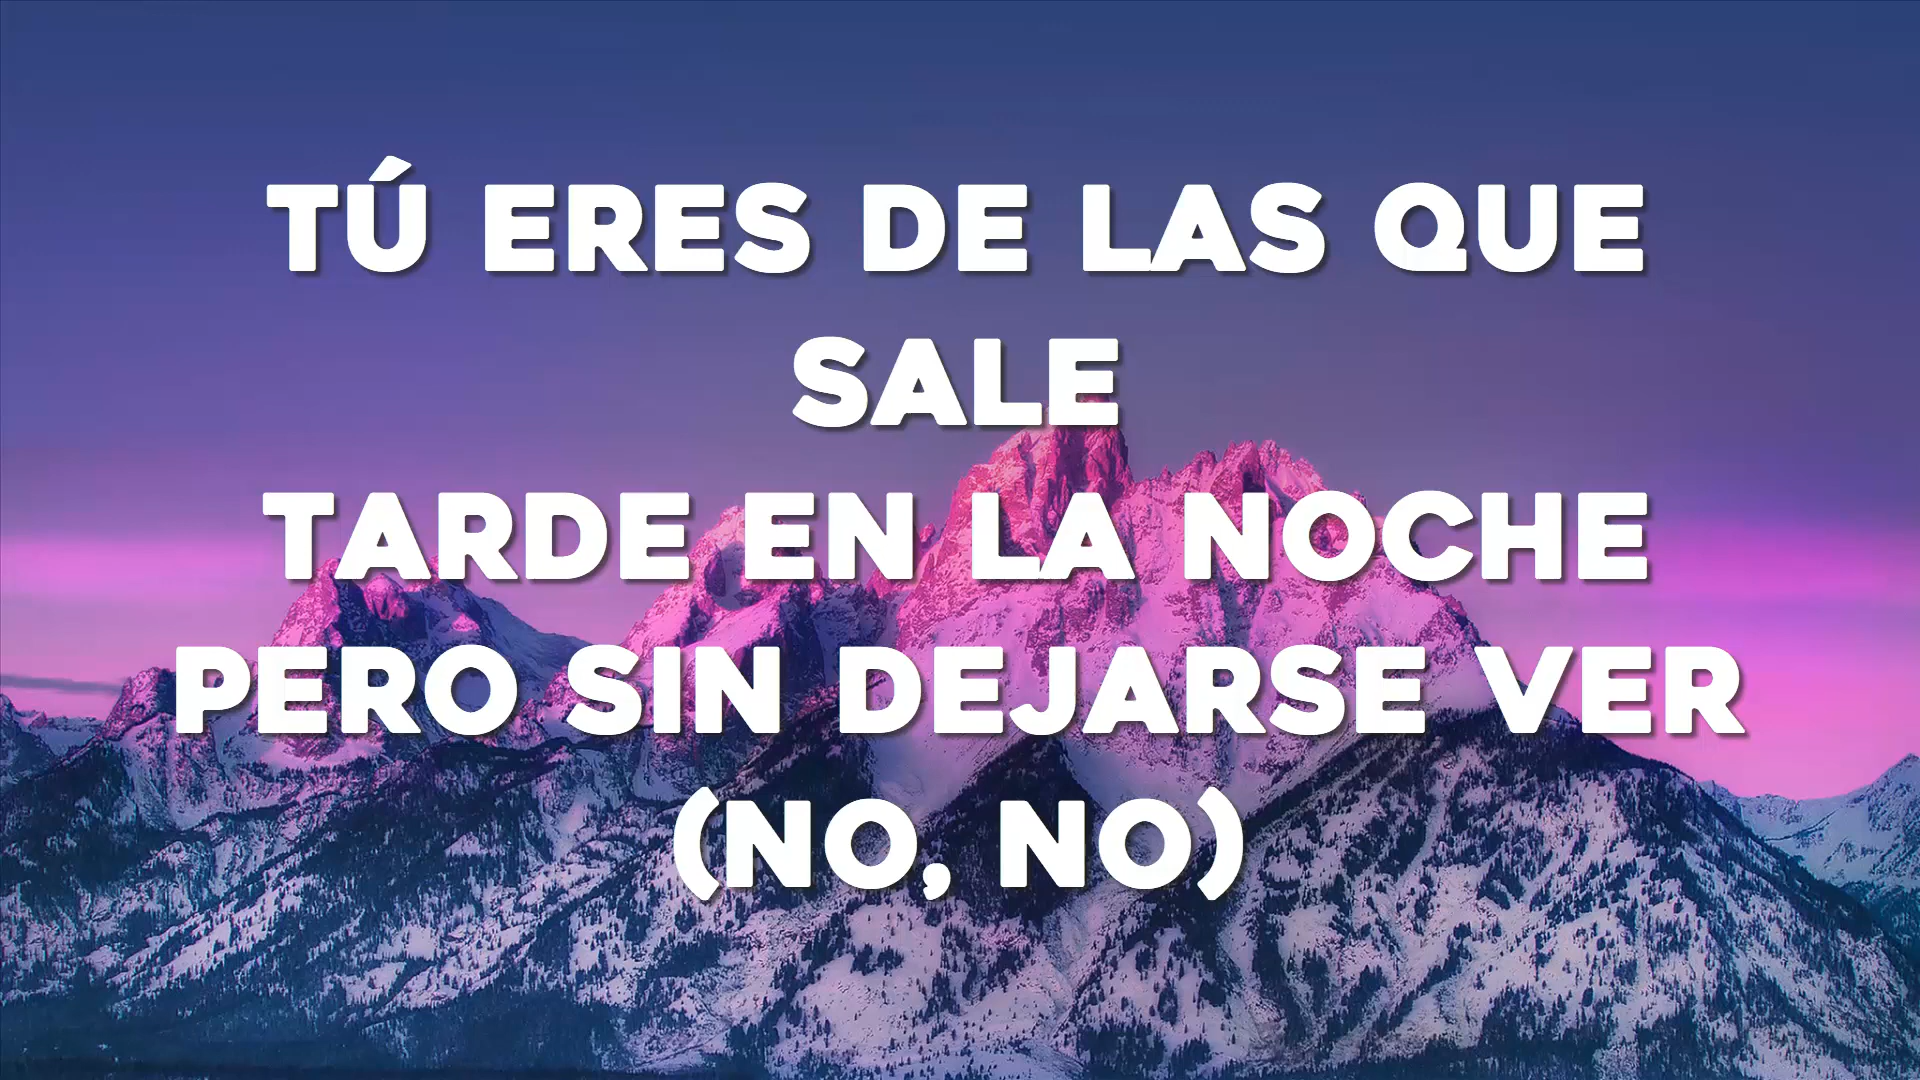 TÚ ERES DE LAS QUE
SALE
TARDE EN LA NOCHE
PERO SIN DEJARSE VER
(NO, NO)